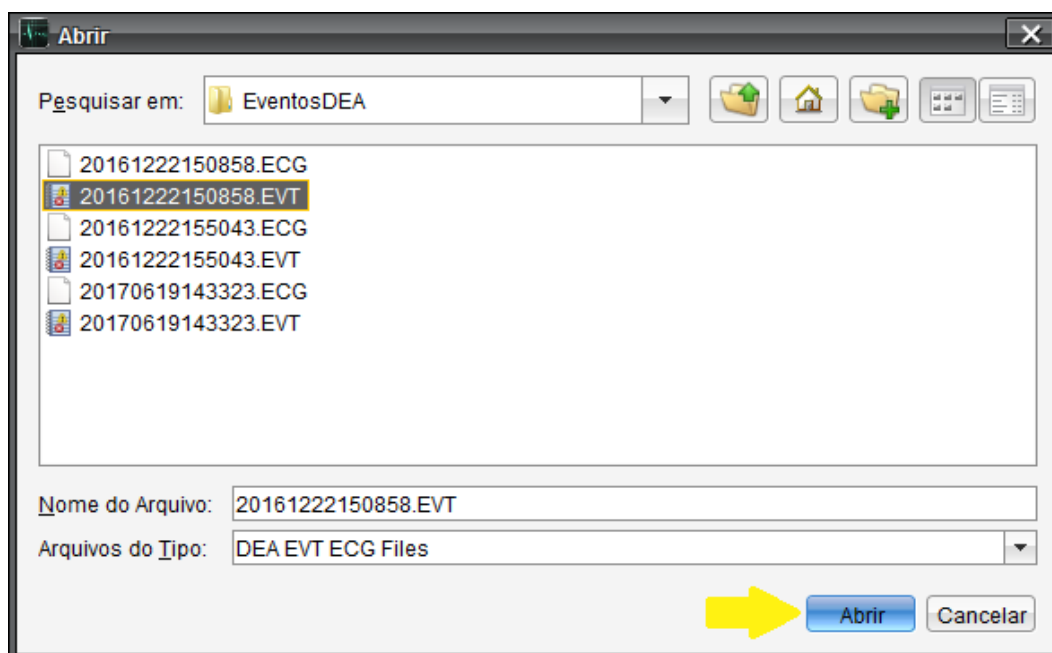 Abrir
Pesquisar em: EventosDEA
20161222150858.ECG
20161222150858.EVT
20161222155043.ECG
20161222155043.EVT
20170619143323.ECG
20170619143323.EVT
Nome do Arquivo: 20161222150858.EVT
Arquivos do Tipo: DEA EVT ECG Files
Abrir Cancelar